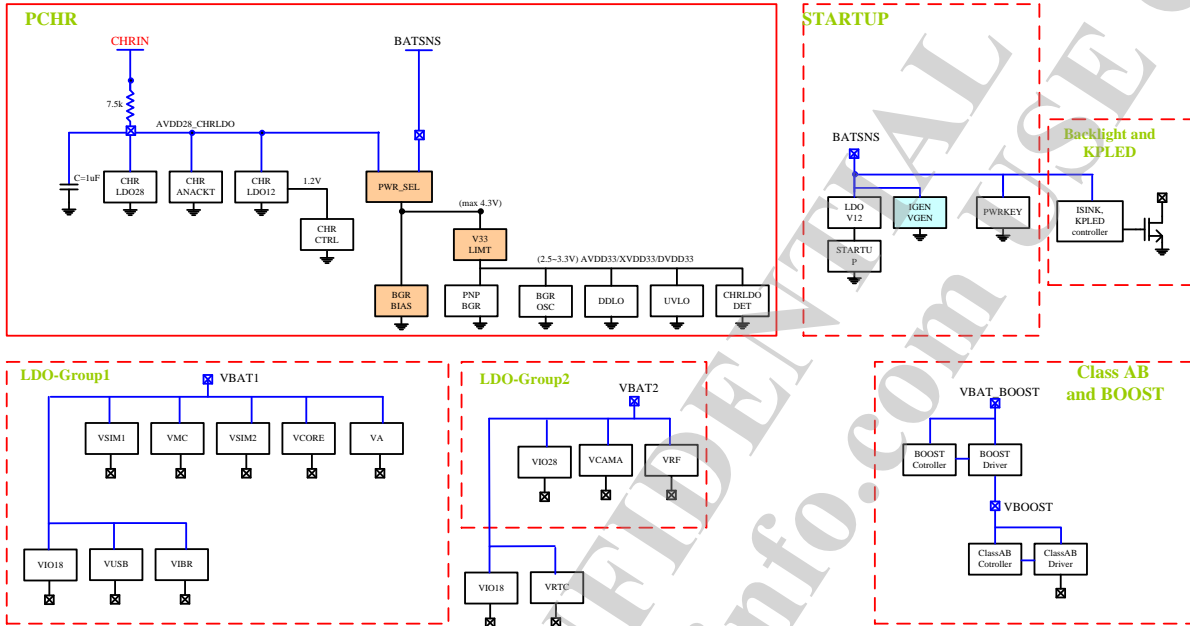 PCHR
CHRIN
BATSNS
7.5k
AVDD28_CHRLDO
C=1uF
CHR
LDO28
CHR
ANACKT
CHR
LDO12
1.2V
CHR
CTRL
PWR_SEL
(max 4.3V)
V33
LIMT
(2.5~3.3V) AVDD33/XVDD33/DVDD33
BGR
BIAS
PNP
BGR
BGR
OSC
DDLO
UVLO
CHRLDO
DET
STARTUP
BATSNS
LDO
V12
STARTU
P
IGEN
VGEN
PWRKEY
Backlight and
KPLED
ISINK,
KPLED
controller
LDO-Group1
VBAT1
VSIM1
VMC
VSIM2
VCORE
VA
VIO18
VUSB
VIBR
LDO-Group2
VBAT2
VIO28
VCAMA
VRF
VIO18
VRTC
Class AB
and BOOST
VBAT_BOOST
BOOST
Cotroller
BOOST
Driver
VBOOST
ClassAB
Cotroller
ClassAB
Driver